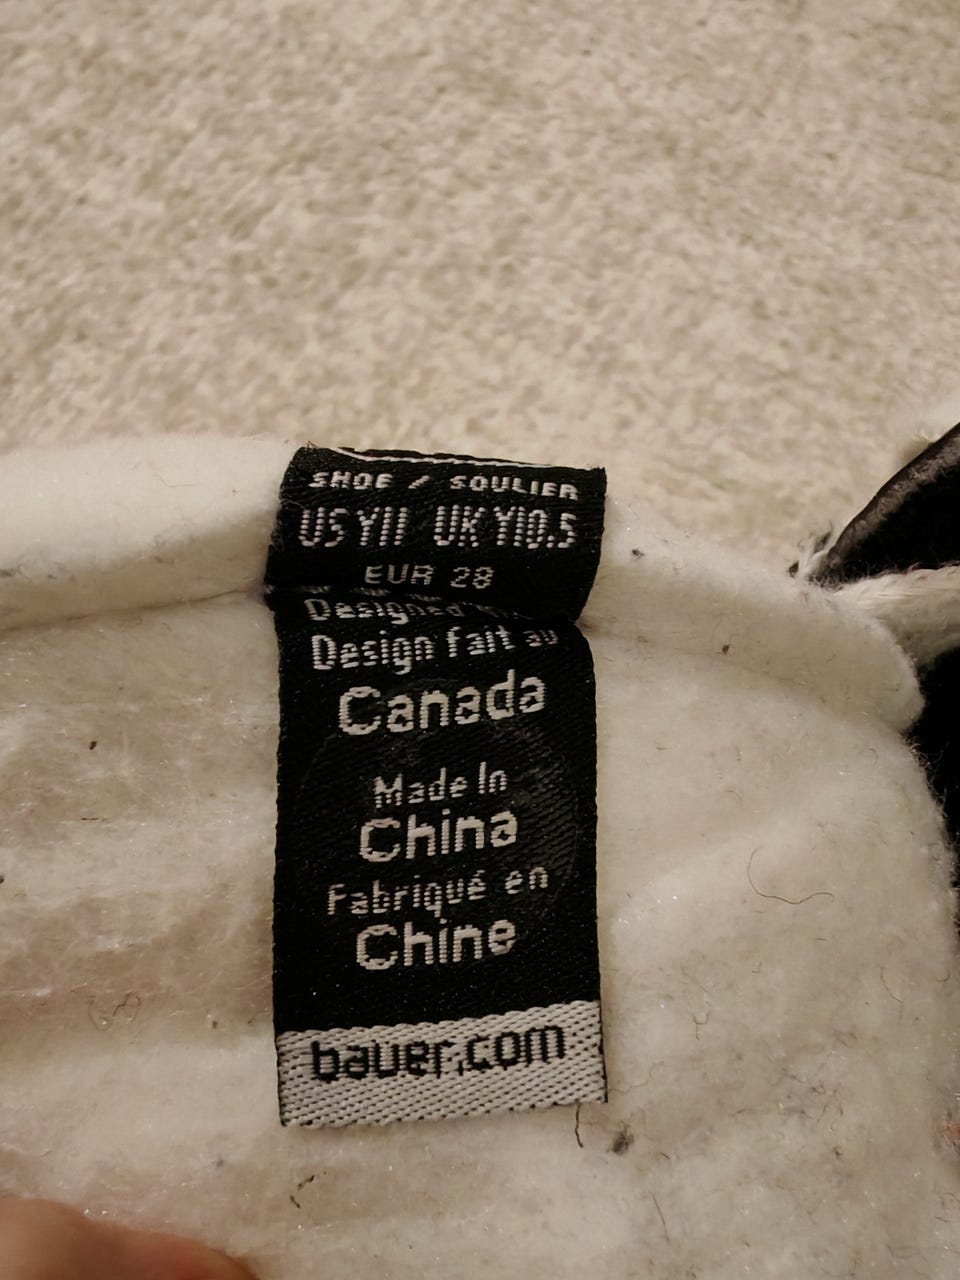 SHOE / SOULIER
US Y11 UK Y10.5
EUR 28
Designed
Design fait au
Canada
Made In
China
Fabriqué en
Chine
bauer.com